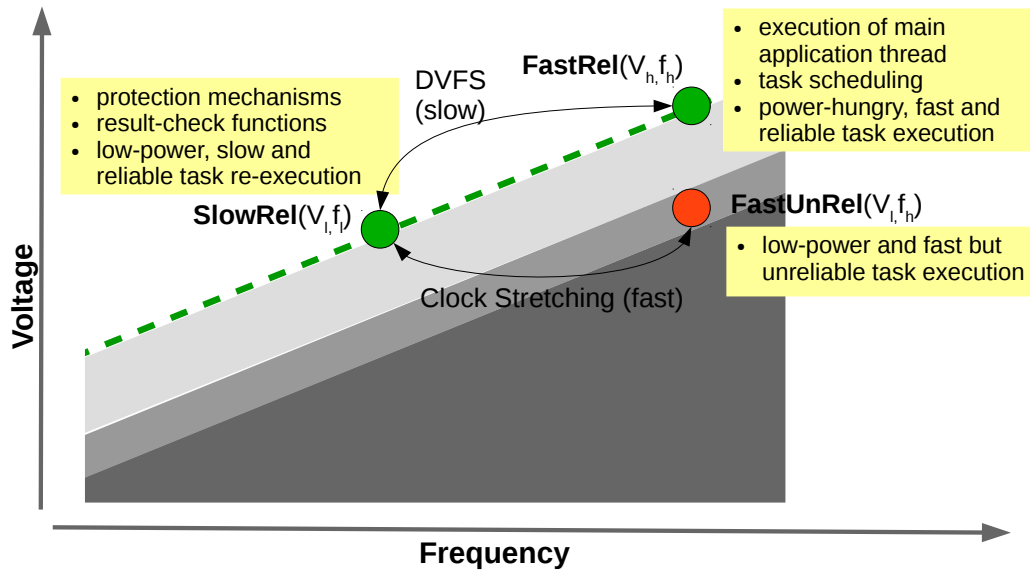 • execution of main
application thread
• task scheduling
• power-hungry, fast and
reliable task execution
FastRel(Vh,fh)
DVFS
(slow)
• protection mechanisms
• result-check functions
• low-power, slow and
reliable task re-execution
SlowRel(Vl,fl)
FastUnRel(Vl,fh)
• low-power and fast but
unreliable task execution
Clock Stretching (fast)
Voltage
Frequency